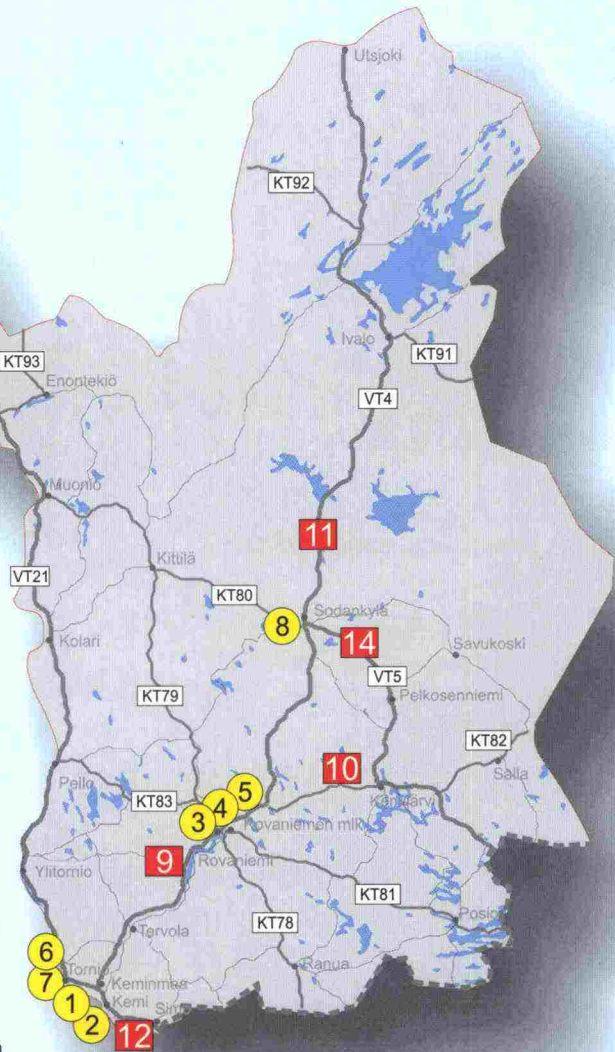 Utsjoki
KT92
Ivalo
KT91
KT93
Enontekiö
VT4
Muonio
11
Kittilä
VT21
KT80
Sodankylä
8
14
Kolari
Savukoski
VT5
KT79
Pelkosenniemi
KT82
Salla
10
Pello
KT83
5
4
3
Kemijärvi
Rovaniemen mlk
9
Rovaniemi
Ylitornio
KT81
KT78
Posio
Tervola
6
Tornio
Ranua
7
Keminmaa
1
Kemi
Simo
2
12